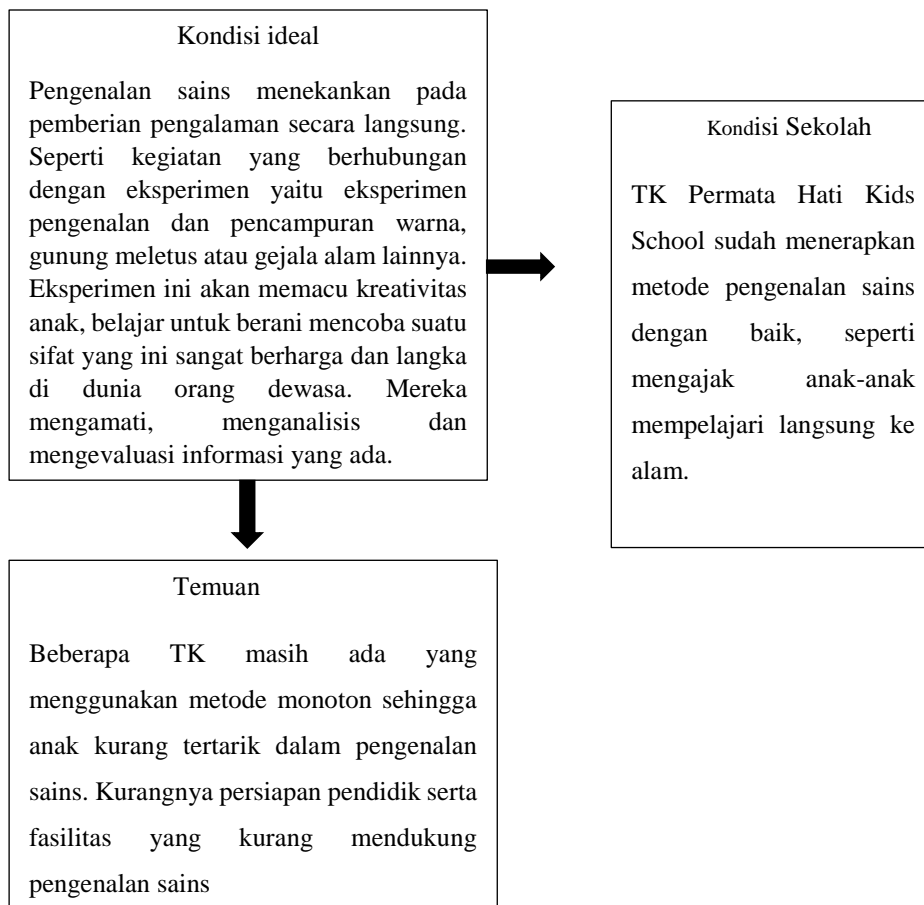 Kondisi ideal
Pengenalan sains menekankan pada
pemberian pengalaman secara langsung.
Seperti kegiatan yang berhubungan
dengan eksperimen yaitu eksperimen
pengenalan dan pencampuran warna,
gunung meletus atau gejala alam lainnya.
Eksperimen ini akan memacu kreativitas
anak, belajar untuk berani mencoba suatu
sifat yang ini sangat berharga dan langka
di dunia orang dewasa. Mereka
mengamati, menganalisis dan
mengevaluasi informasi yang ada.
Kondisi Sekolah
TK Permata Hati Kids
School sudah menerapkan
metode pengenalan sains
dengan baik, seperti
mengajak anak-anak
mempelajari langsung ke
alam.
Temuan
Beberapa TK masih ada yang
menggunakan metode monoton sehingga
anak kurang tertarik dalam pengenalan
sains. Kurangnya persiapan pendidik serta
fasilitas yang kurang mendukung
pengenalan sains